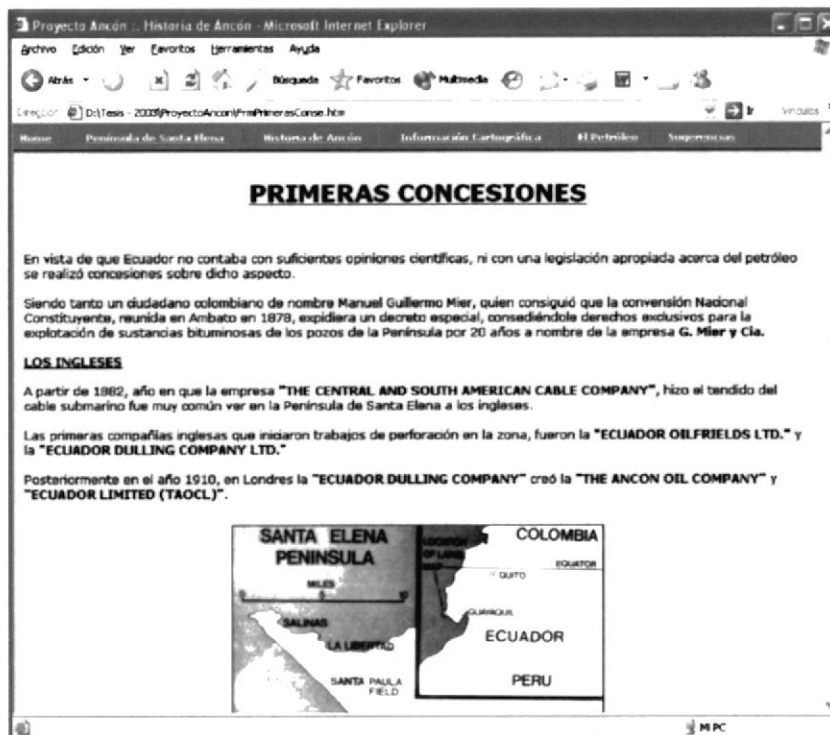 Proyecto Ancón :. Historia de Ancón - Microsoft Internet Explorer
Archivo Edición Ver Favoritos Herramientas Ayuda
Atrás Búsqueda Favoritos Multimedia
Dirección D:\Tesis - 2003\ProyectoAncon\FrmPrimerasConse.htm Ir Vínculos
Home Península de Santa Elena Historia de Ancón Información Cartográfica El Petróleo Sugerencias
PRIMERAS CONCESIONES
En vista de que Ecuador no contaba con suficientes opiniones científicas, ni con una legislación apropiada acerca del petróleo
se realizó concesiones sobre dicho aspecto.
Siendo tanto un ciudadano colombiano de nombre Manuel Guillermo Mier, quien consiguió que la convensión Nacional
Constituyente, reunida en Ambato en 1878, expidiera un decreto especial, consediéndole derechos exclusivos para la
explotación de sustancias bituminosas de los pozos de la Península por 20 años a nombre de la empresa G. Mier y Cia.
LOS INGLESES
A partir de 1882, año en que la empresa "THE CENTRAL AND SOUTH AMERICAN CABLE COMPANY", hizo el tendido del
cable submarino fue muy común ver en la Península de Santa Elena a los ingleses.
Las primeras compañías inglesas que iniciaron trabajos de perforación en la zona, fueron la "ECUADOR OILFRIELDS LTD." y
la "ECUADOR DULLING COMPANY LTD."
Posteriormente en el año 1910, en Londres la "ECUADOR DULLING COMPANY" creó la "THE ANCON OIL COMPANY" y
"ECUADOR LIMITED (TAOCL)".
SANTA ELENA
PENINSULA
MILES
0 5 10
SALINAS
LA LIBERTAD
SANTA PAULA
FIELD
LOCATION
OF LARGE
MAP
COLOMBIA
EQUATOR
QUITO
GUAYAQUIL
ECUADOR
PERU
Mi PC